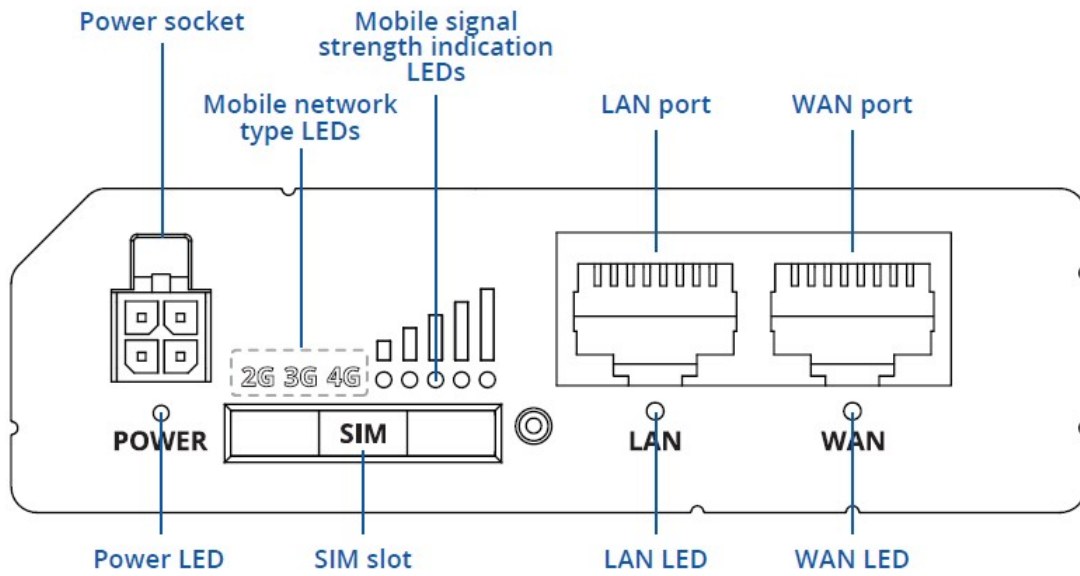 Power socket
Mobile signal
strength indication
LEDs
Mobile network
type LEDs
LAN port
WAN port
2G 3G 4G
POWER
SIM
LAN
WAN
Power LED
SIM slot
LAN LED
WAN LED